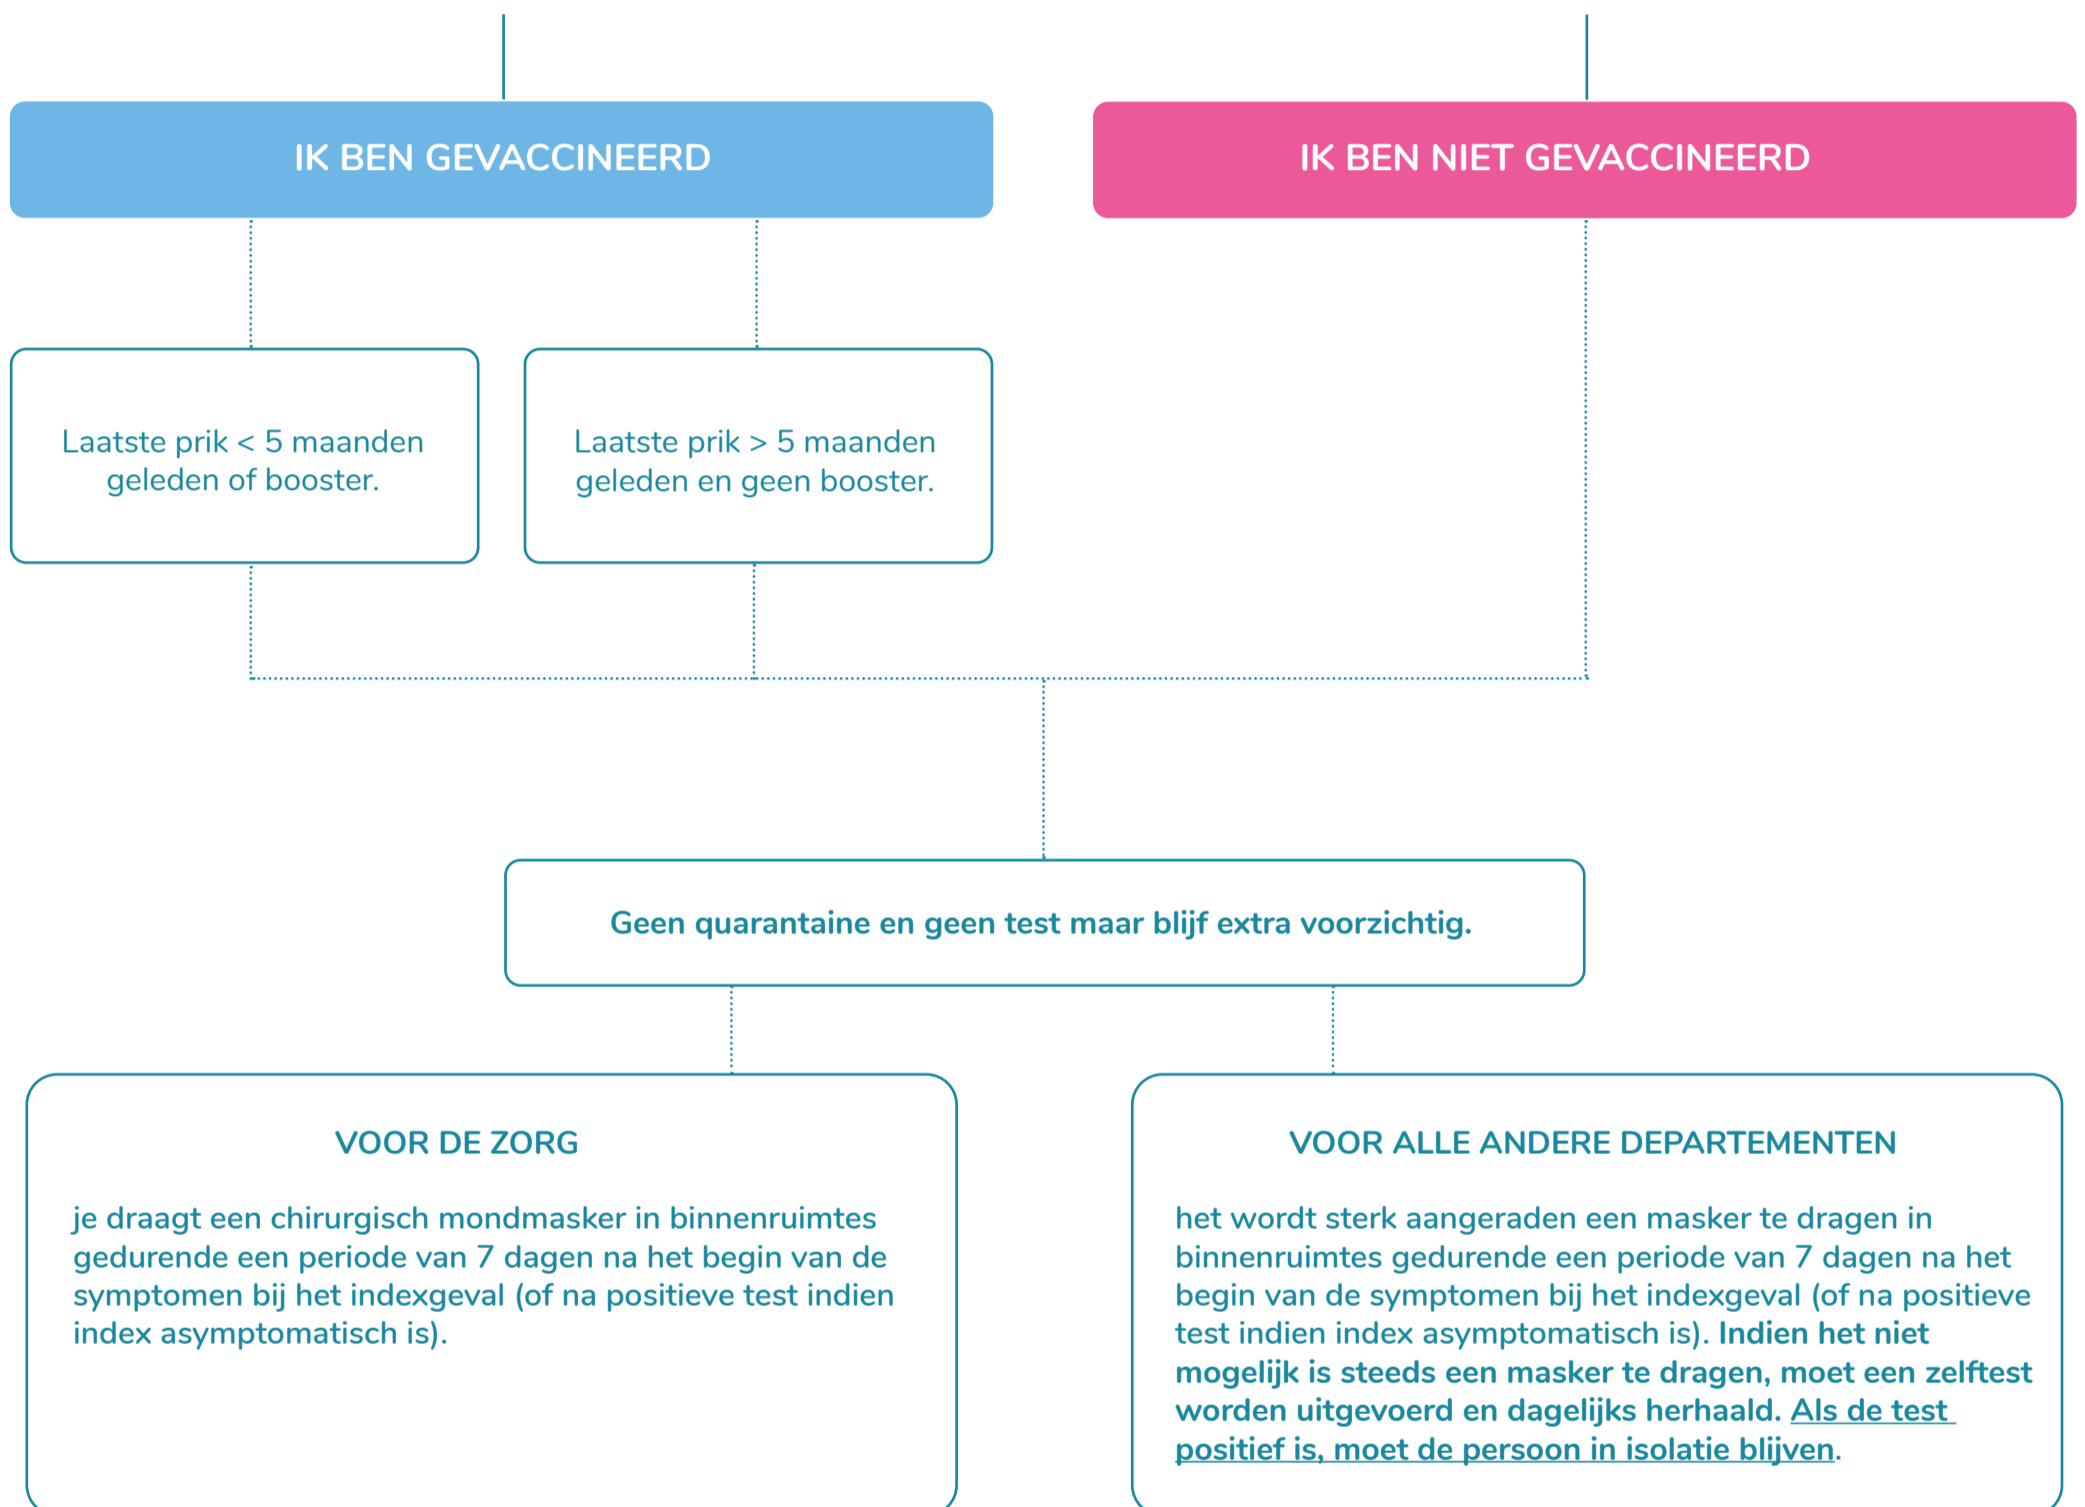 IK BEN GEVACCINEERD
IK BEN NIET GEVACCINEERD
Laatste prik < 5 maanden
geleden of booster.
Laatste prik > 5 maanden
geleden en geen booster.
Geen quarantaine en geen test maar blijf extra voorzichtig.
VOOR DE ZORG
je draagt een chirurgisch mondmasker in binnenruimtes
gedurende een periode van 7 dagen na het begin van de
symptomen bij het indexgeval (of na positieve test indien
index asymptomatisch is).
VOOR ALLE ANDERE DEPARTEMENTEN
het wordt sterk aangeraden een masker te dragen in
binnenruimtes gedurende een periode van 7 dagen na het
begin van de symptomen bij het indexgeval (of na positieve
test indien index asymptomatisch is). Indien het niet
mogelijk is steeds een masker te dragen, moet een zelftest
worden uitgevoerd en dagelijks herhaald. Als de test
positief is, moet de persoon in isolatie blijven.